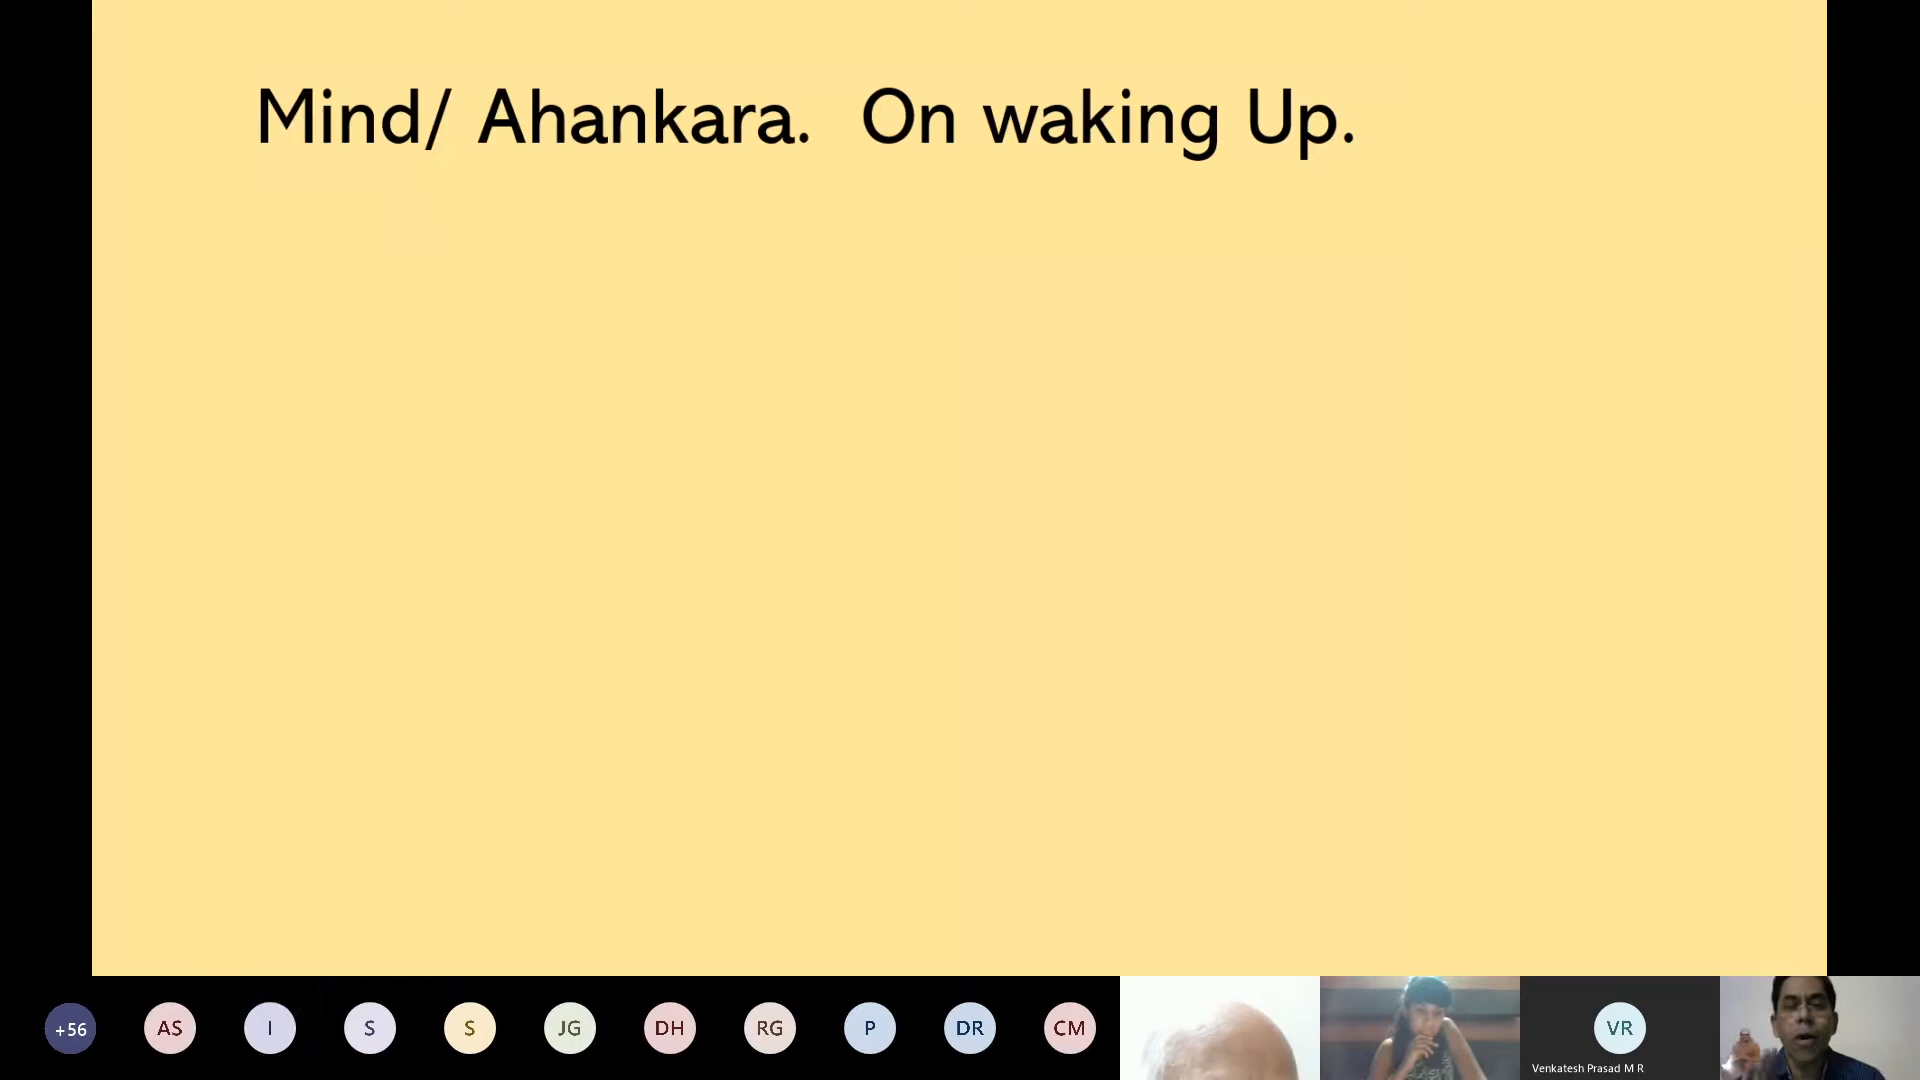 Mind/ Ahankara.  On waking Up.
+56
AS
I
S
S
JG
DH
RG
P
DR
CM
VR
Venkatesh Prasad M R